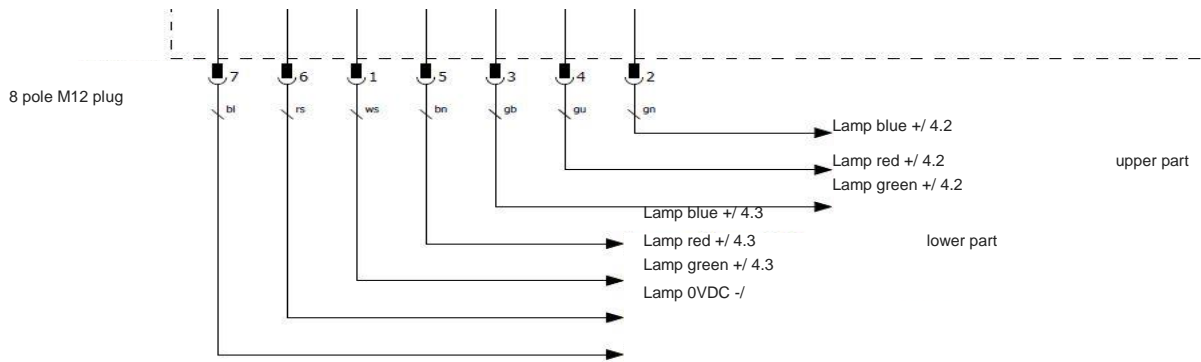 7 6 1 5 3 4 2
8 pole M12 plug
bl rs ws bn gb gu gn
Lamp blue +/ 4.2
Lamp red +/ 4.2 upper part
Lamp green +/ 4.2
Lamp blue +/ 4.3
Lamp red +/ 4.3 lower part
Lamp green +/ 4.3
Lamp 0VDC -/